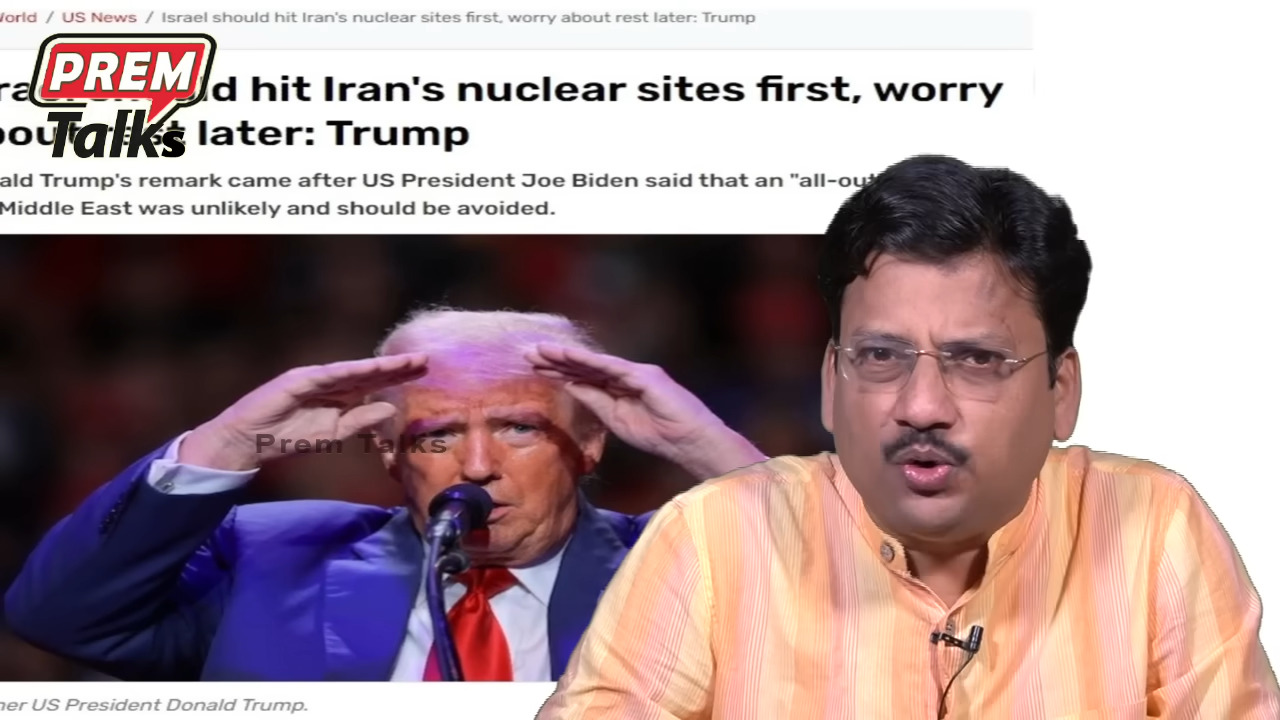 World / US News / Israel should hit Iran's nuclear sites first, worry about rest later: Trump
PREM
Talks
hit Iran's nuclear sites first, worry
later: Trump
ald Trump's remark came after US President Joe Biden said that an "all-out
Middle East was unlikely and should be avoided.
Prem Talks
ner US President Donald Trump.